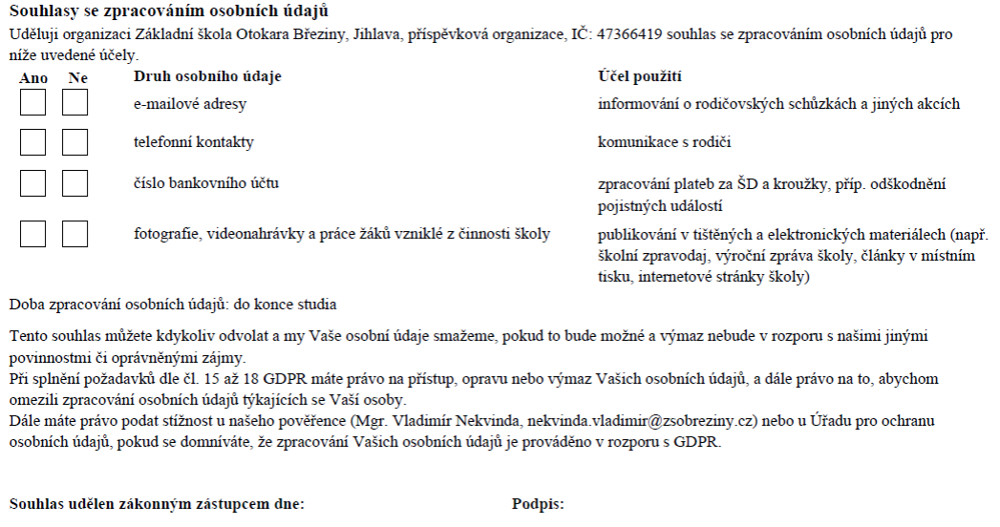 Souhlasy se zpracováním osobních údajů
Uděluji organizaci Základní škola Otokara Březiny, Jihlava, příspěvková organizace, IČ: 47366419 souhlas se zpracováním osobních údajů pro
níže uvedené účely.
Ano Ne Druh osobního údaje Účel použití
e-mailové adresy informování o rodičovských schůzkách a jiných akcích
telefonní kontakty komunikace s rodiči
číslo bankovního účtu zpracování plateb za ŠD a kroužky, příp. odškodnění
pojistných událostí
fotografie, videonahrávky a práce žáků vzniklé z činnosti školy publikování v tištěných a elektronických materiálech (např.
školní zpravodaj, výroční zpráva školy, články v místním
tisku, internetové stránky školy)
Doba zpracování osobních údajů: do konce studia
Tento souhlas můžete kdykoliv odvolat a my Vaše osobní údaje smažeme, pokud to bude možné a výmaz nebude v rozporu s našimi jinými
povinnostmi či oprávněnými zájmy.
Při splnění požadavků dle čl. 15 až 18 GDPR máte právo na přístup, opravu nebo výmaz Vašich osobních údajů, a dále právo na to, abychom
omezili zpracování osobních údajů týkajících se Vaší osoby.
Dále máte právo podat stížnost u našeho pověřence (Mgr. Vladimír Nekvinda, nekvinda.vladimir@zsobreziny.cz) nebo u Úřadu pro ochranu
osobních údajů, pokud se domníváte, že zpracování Vašich osobních údajů je prováděno v rozporu s GDPR.
Souhlas udělen zákonným zástupcem dne: Podpis: